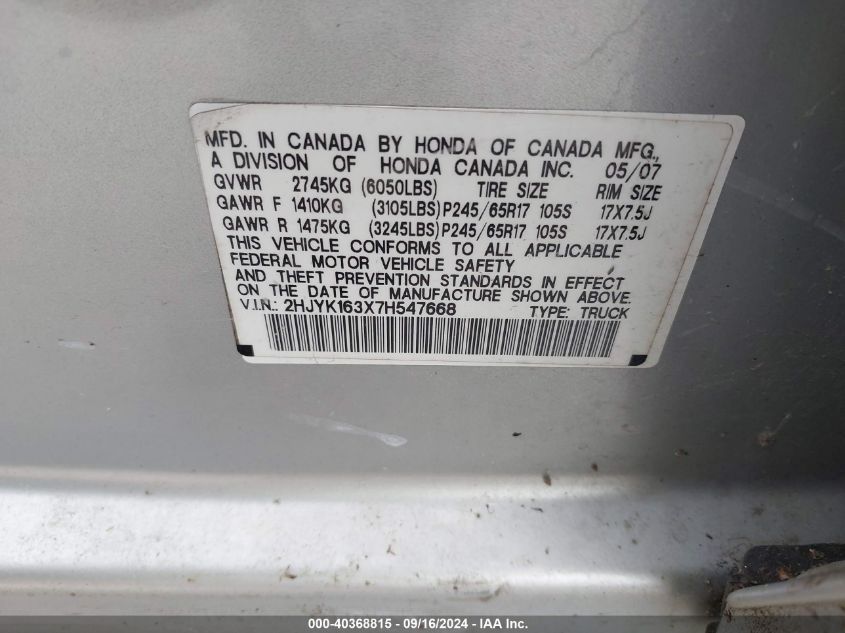 MFD. IN CANADA BY HONDA OF CANADA MFG.,
A DIVISION OF HONDA CANADA INC. 05/07
GVWR 2745KG (6050LBS) TIRE SIZE RIM SIZE
GAWR F 1410KG (3105LBS) P245/65R17 105S 17X7.5J
GAWR R 1475KG (3245LBS) P245/65R17 105S 17X7.5J
THIS VEHICLE CONFORMS TO ALL APPLICABLE
FEDERAL MOTOR VEHICLE SAFETY
AND THEFT PREVENTION STANDARDS IN EFFECT
ON THE DATE OF MANUFACTURE SHOWN ABOVE.
V.I.N.: 2HJYK163X7H547668 TYPE: TRUCK
000-40368815 - 09/16/2024 - IAA Inc.